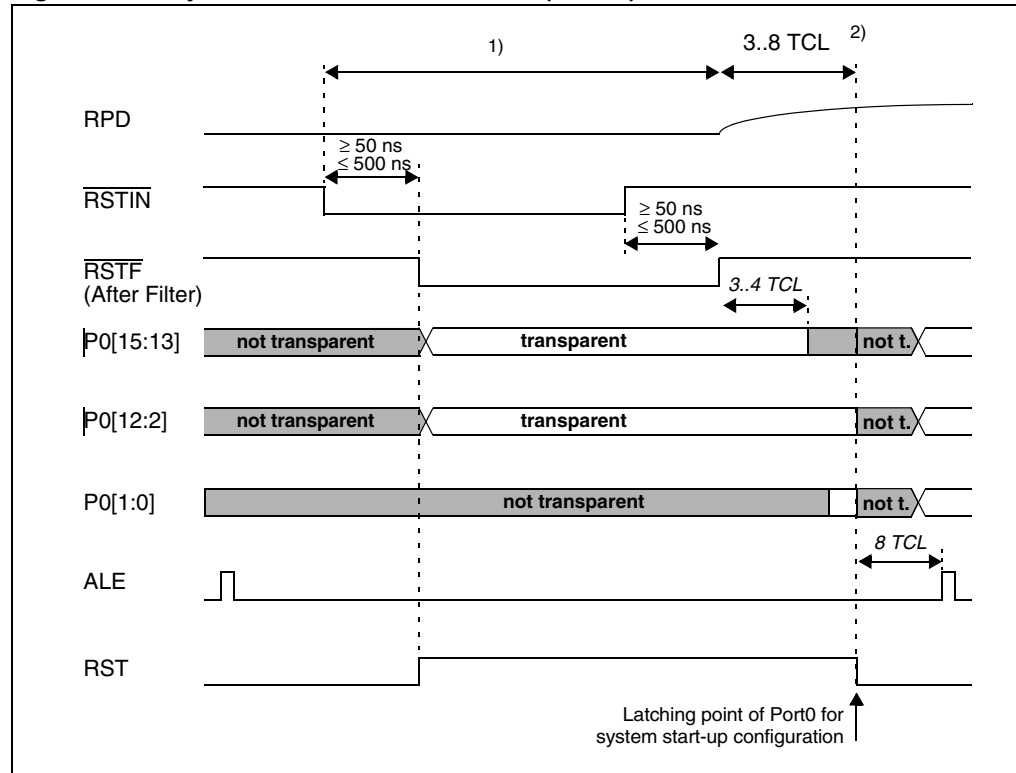 1)
3..8 TCL 2)
RPD
≥ 50 ns
≤ 500 ns
RSTIN
≥ 50 ns
≤ 500 ns
RSTF
(After Filter)
3..4 TCL
P0[15:13] not transparent transparent not t.
P0[12:2] not transparent transparent not t.
P0[1:0] not transparent not t.
8 TCL
ALE
RST
Latching point of Port0 for
system start-up configuration